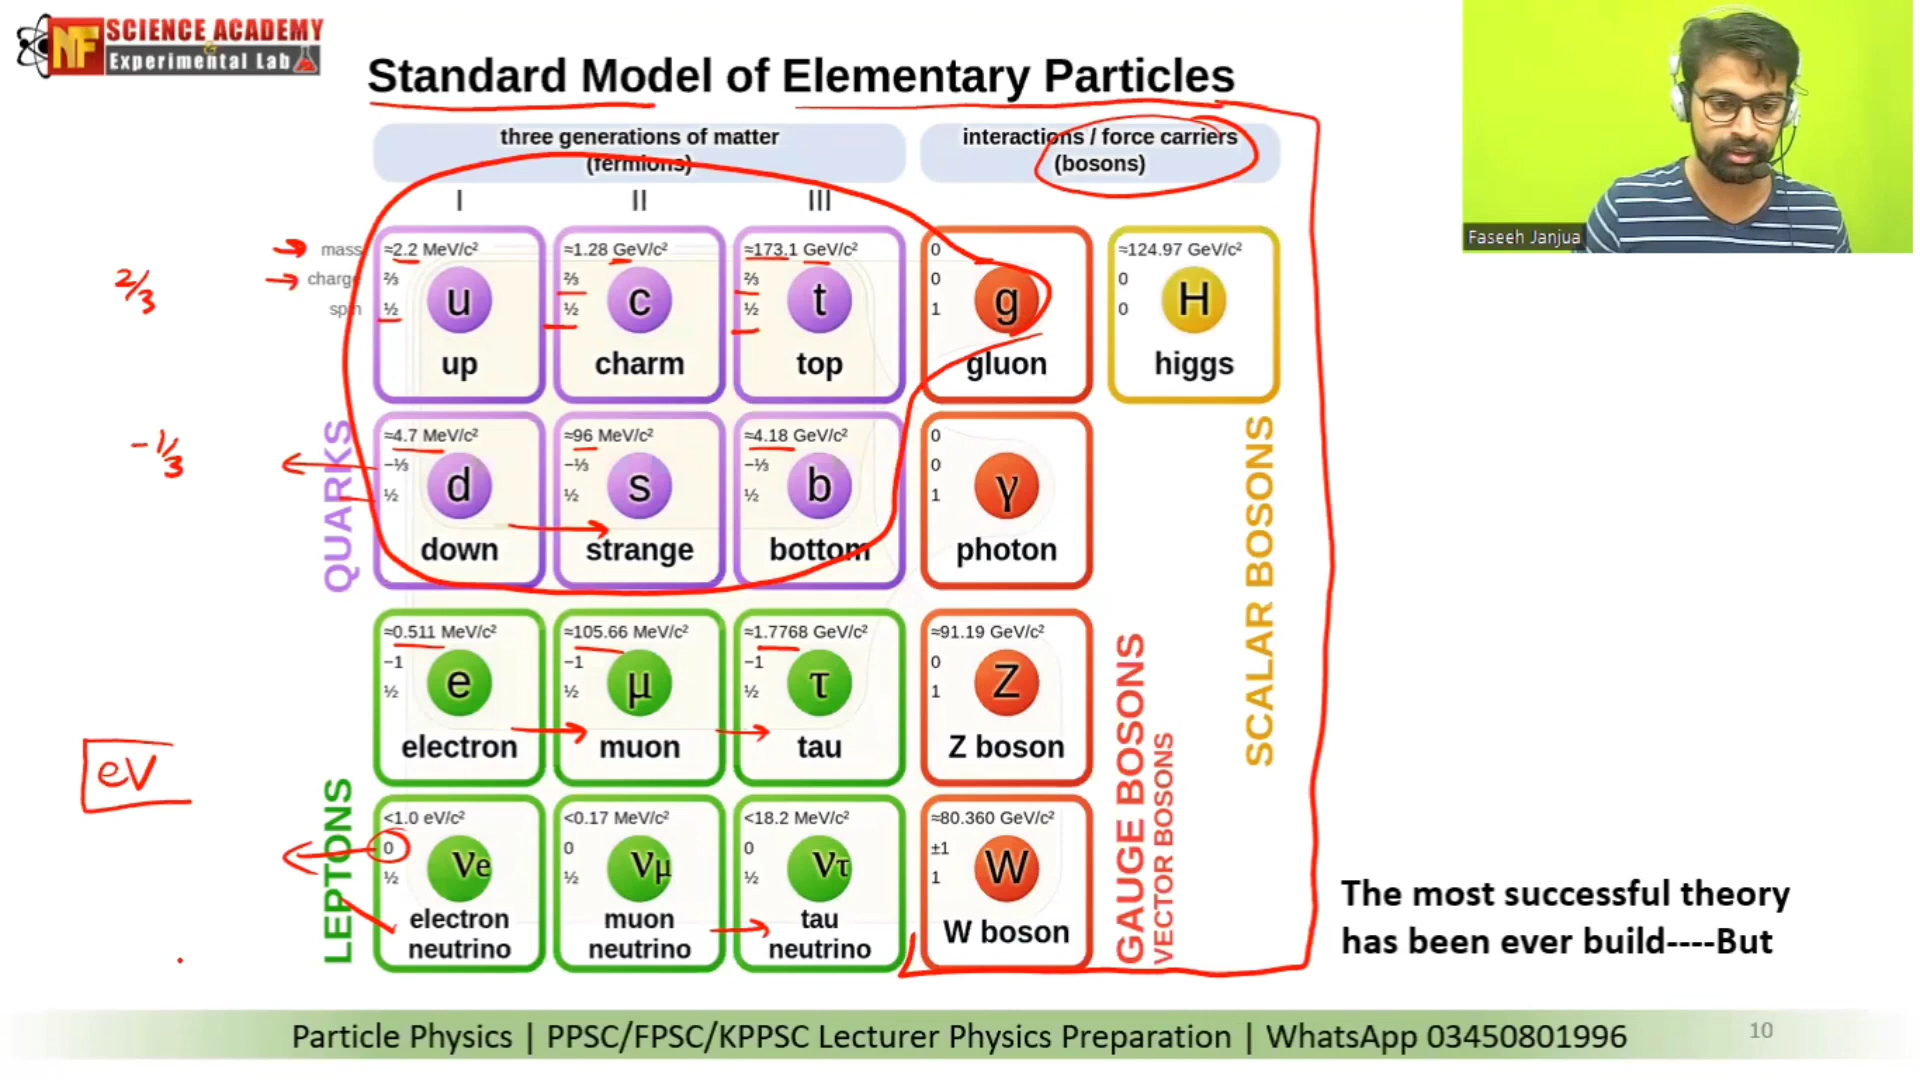 NF SCIENCE ACADEMY
&
Experimental Lab
Standard Model of Elementary Particles
three generations of matter
(fermions)
interactions / force carriers
(bosons)
I II III
mass
charge
spin
2/3
-1/3
eV
QUARKS
≈2.2 MeV/c²
⅔
½
u
up
≈1.28 GeV/c²
⅔
½
c
charm
≈173.1 GeV/c²
⅔
½
t
top
0
0
1
g
gluon
≈124.97 GeV/c²
0
0
H
higgs
≈4.7 MeV/c²
−⅓
½
d
down
≈96 MeV/c²
−⅓
½
s
strange
≈4.18 GeV/c²
−⅓
½
b
bottom
0
0
1
γ
photon
LEPTONS
≈0.511 MeV/c²
−1
½
e
electron
≈105.66 MeV/c²
−1
½
μ
muon
≈1.7768 GeV/c²
−1
½
τ
tau
≈91.19 GeV/c²
0
1
Z
Z boson
<1.0 eV/c²
0
½
νe
electron
neutrino
<0.17 MeV/c²
0
½
νμ
muon
neutrino
<18.2 MeV/c²
0
½
ντ
tau
neutrino
≈80.360 GeV/c²
±1
1
W
W boson
GAUGE BOSONS
VECTOR BOSONS
SCALAR BOSONS
Faseeh Janjua
The most successful theory
has been ever build----But
Particle Physics | PPSC/FPSC/KPPSC Lecturer Physics Preparation | WhatsApp 03450801996
10